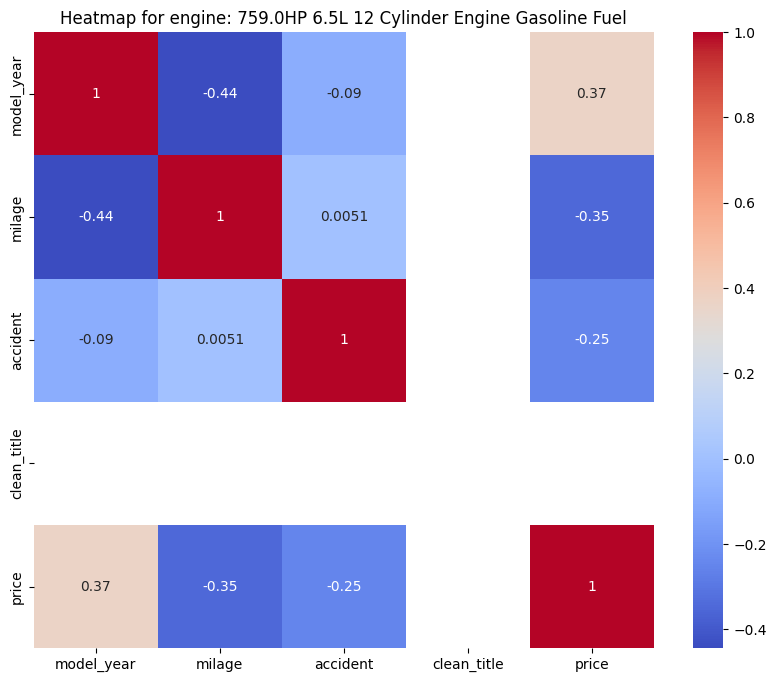 Heatmap for engine: 759.0HP 6.5L 12 Cylinder Engine Gasoline Fuel
model_year
1
-0.44
-0.09
0.37
milage
-0.44
1
0.0051
-0.35
accident
-0.09
0.0051
1
-0.25
clean_title
price
0.37
-0.35
-0.25
1
model_year
milage
accident
clean_title
price
1.0
0.8
0.6
0.4
0.2
0.0
−0.2
−0.4